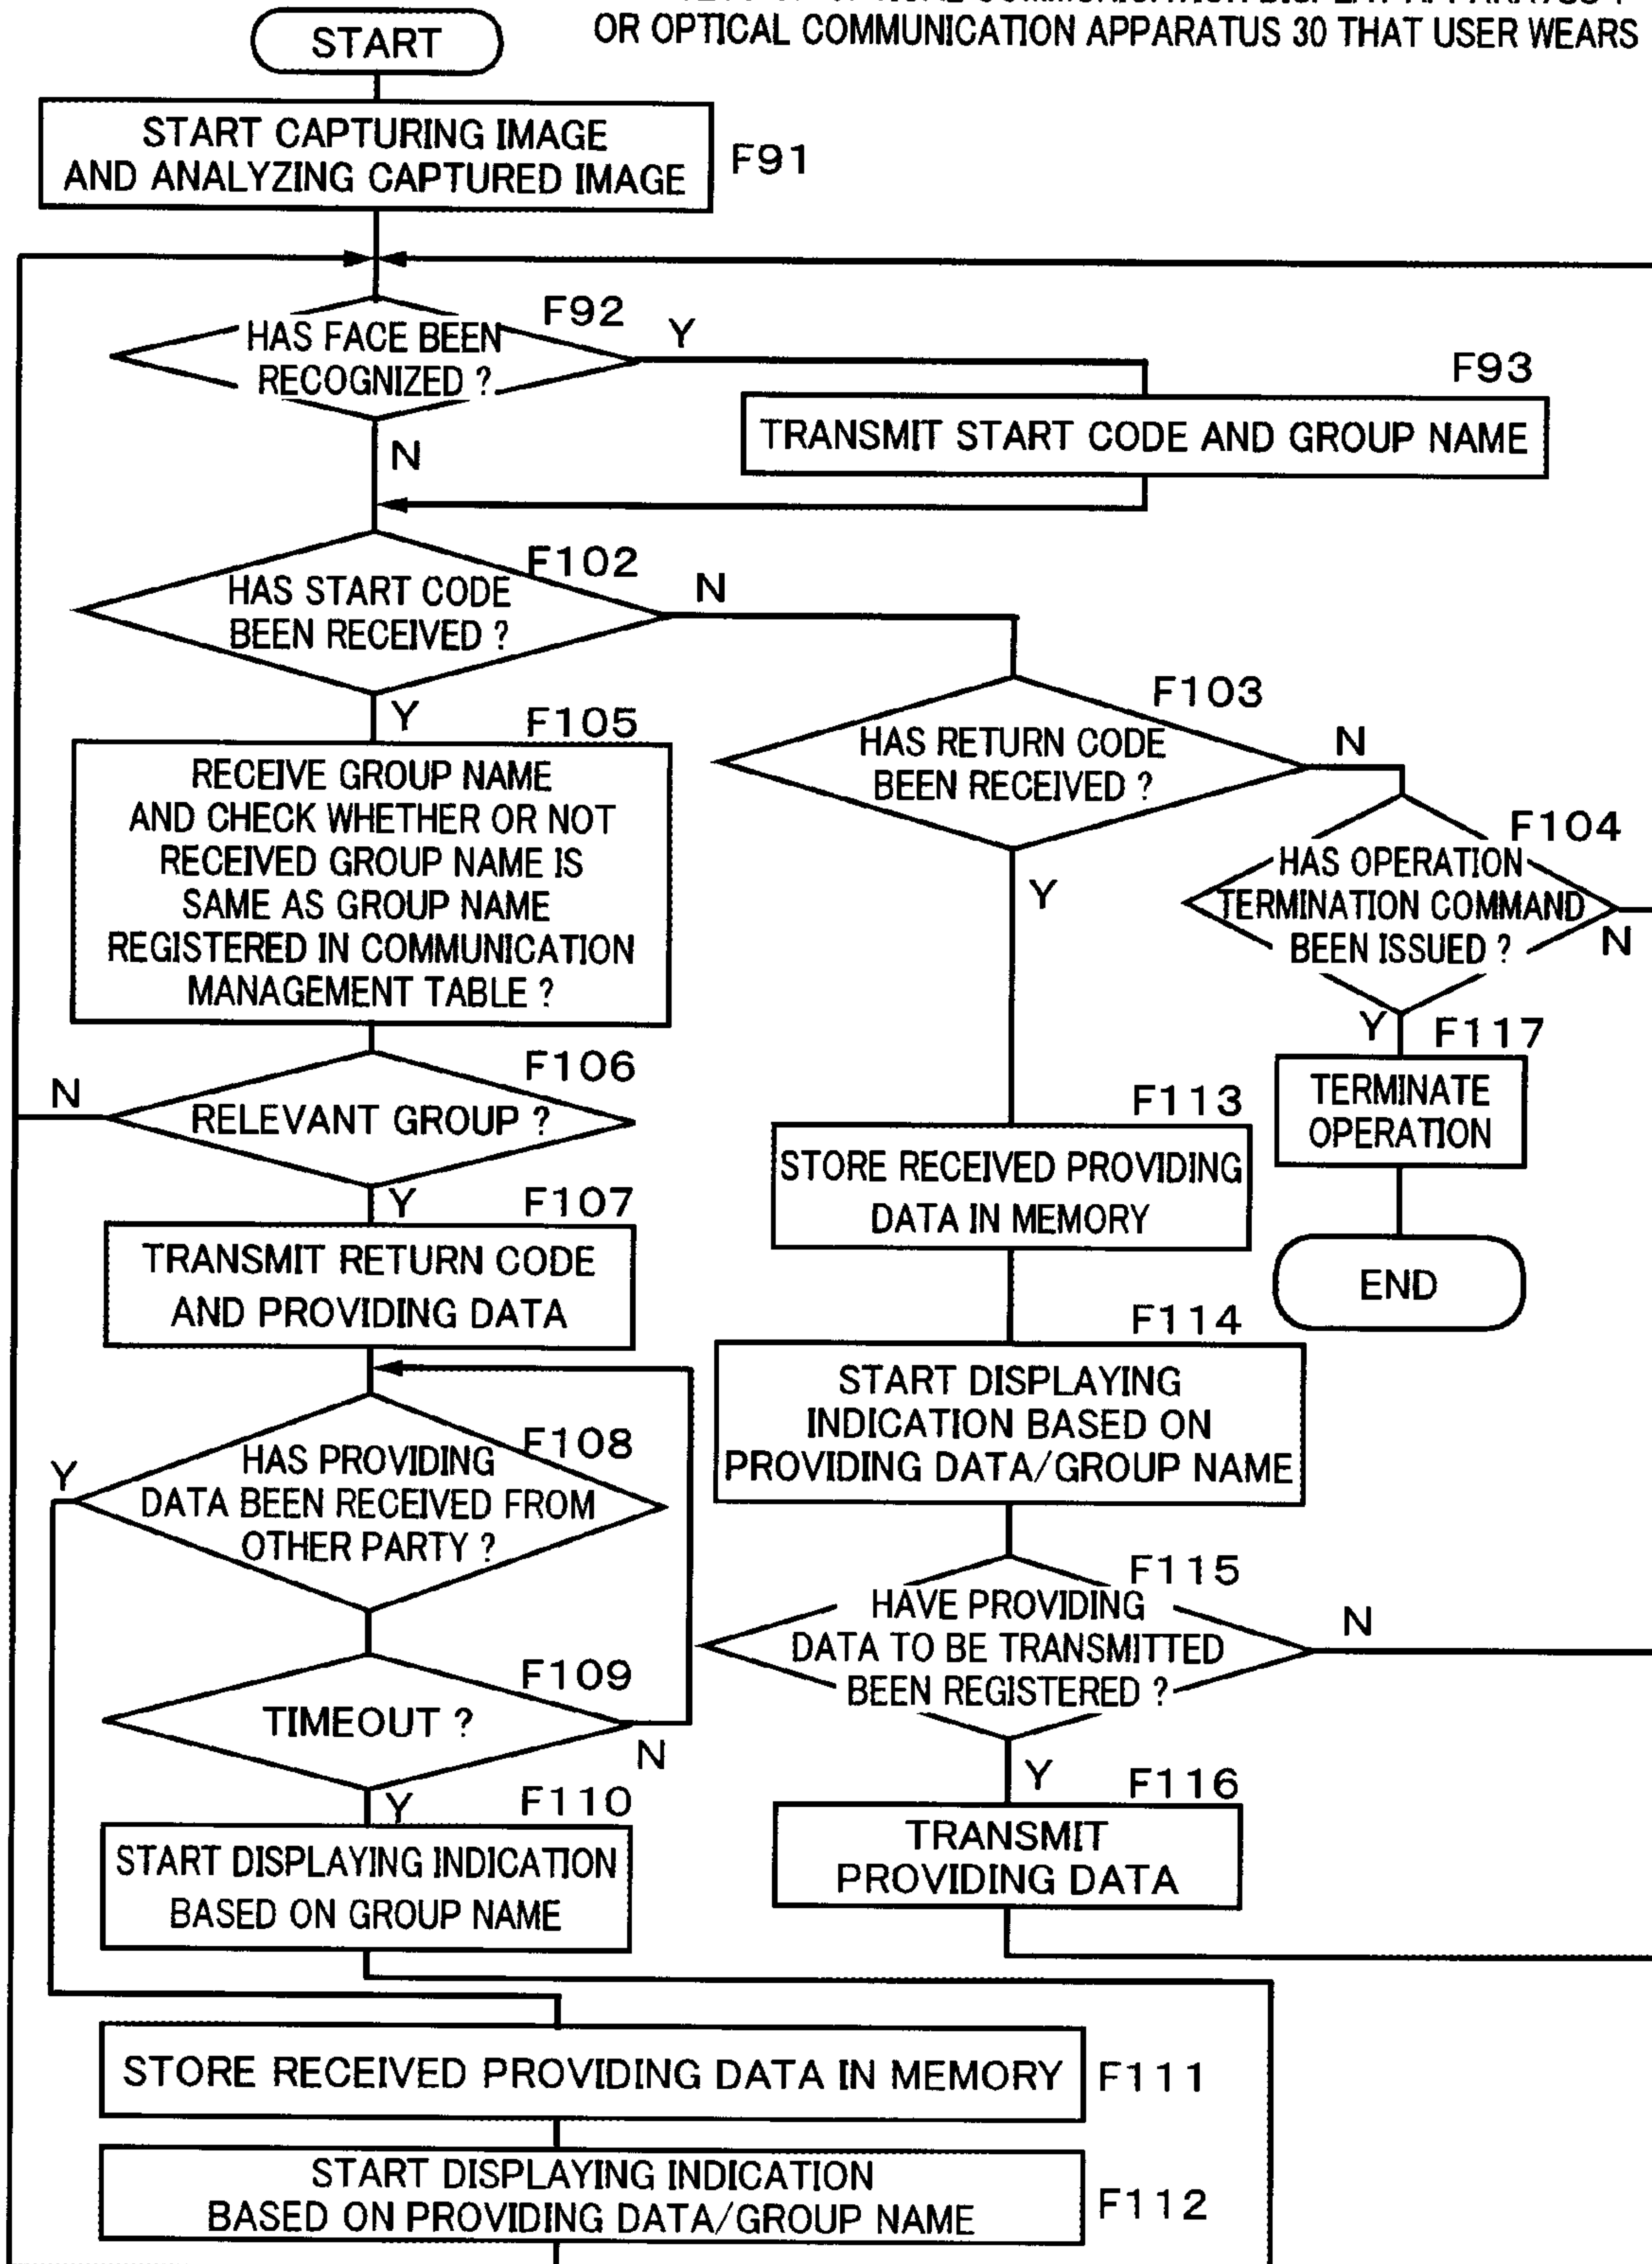 OR OPTICAL COMMUNICATION APPARATUS 30 THAT USER WEARS
START
START CAPTURING IMAGE
AND ANALYZING CAPTURED IMAGE
F91
F92
HAS FACE BEEN
RECOGNIZED ?
Y
N
F93
TRANSMIT START CODE AND GROUP NAME
F102
HAS START CODE
BEEN RECEIVED ?
N
Y
F103
HAS RETURN CODE
BEEN RECEIVED ?
N
Y
F104
HAS OPERATION
TERMINATION COMMAND
BEEN ISSUED ?
N
Y
F117
TERMINATE
OPERATION
END
F105
RECEIVE GROUP NAME
AND CHECK WHETHER OR NOT
RECEIVED GROUP NAME IS
SAME AS GROUP NAME
REGISTERED IN COMMUNICATION
MANAGEMENT TABLE ?
F106
RELEVANT GROUP ?
N
Y
F107
TRANSMIT RETURN CODE
AND PROVIDING DATA
F108
HAS PROVIDING
DATA BEEN RECEIVED FROM
OTHER PARTY ?
Y
F109
TIMEOUT ?
N
Y
F110
START DISPLAYING INDICATION
BASED ON GROUP NAME
F113
STORE RECEIVED PROVIDING
DATA IN MEMORY
F114
START DISPLAYING
INDICATION BASED ON
PROVIDING DATA/GROUP NAME
F115
HAVE PROVIDING
DATA TO BE TRANSMITTED
BEEN REGISTERED ?
N
Y
F116
TRANSMIT
PROVIDING DATA
STORE RECEIVED PROVIDING DATA IN MEMORY
F111
START DISPLAYING INDICATION
BASED ON PROVIDING DATA/GROUP NAME
F112